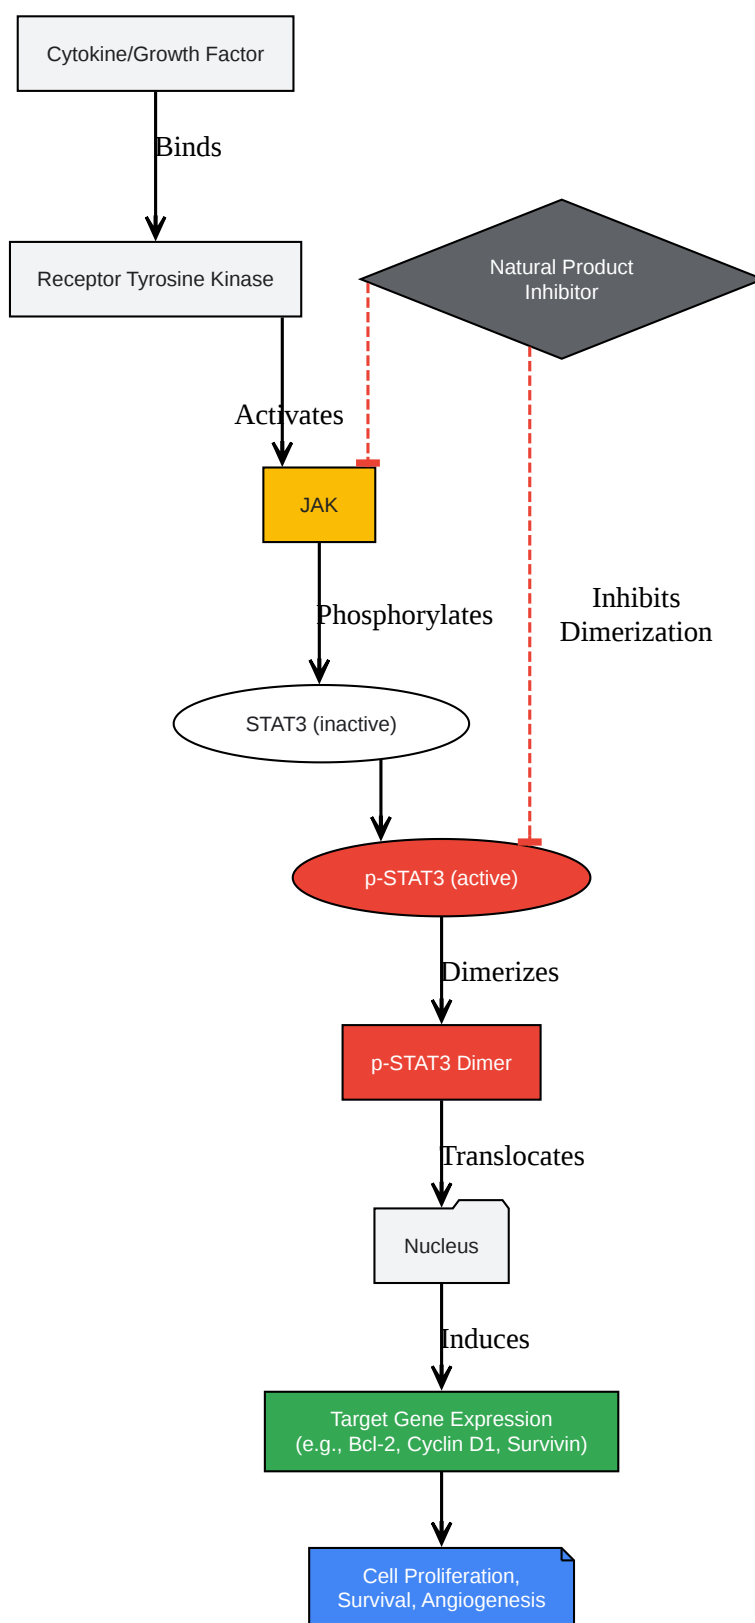 Cytokine/Growth Factor
Binds
Receptor Tyrosine Kinase
Natural Product
Inhibitor
Activates
JAK
Inhibits
Dimerization
Phosphorylates
STAT3 (inactive)
p-STAT3 (active)
Dimerizes
p-STAT3 Dimer
Translocates
Nucleus
Induces
Target Gene Expression
(e.g., Bcl-2, Cyclin D1, Survivin)
Cell Proliferation,
Survival, Angiogenesis